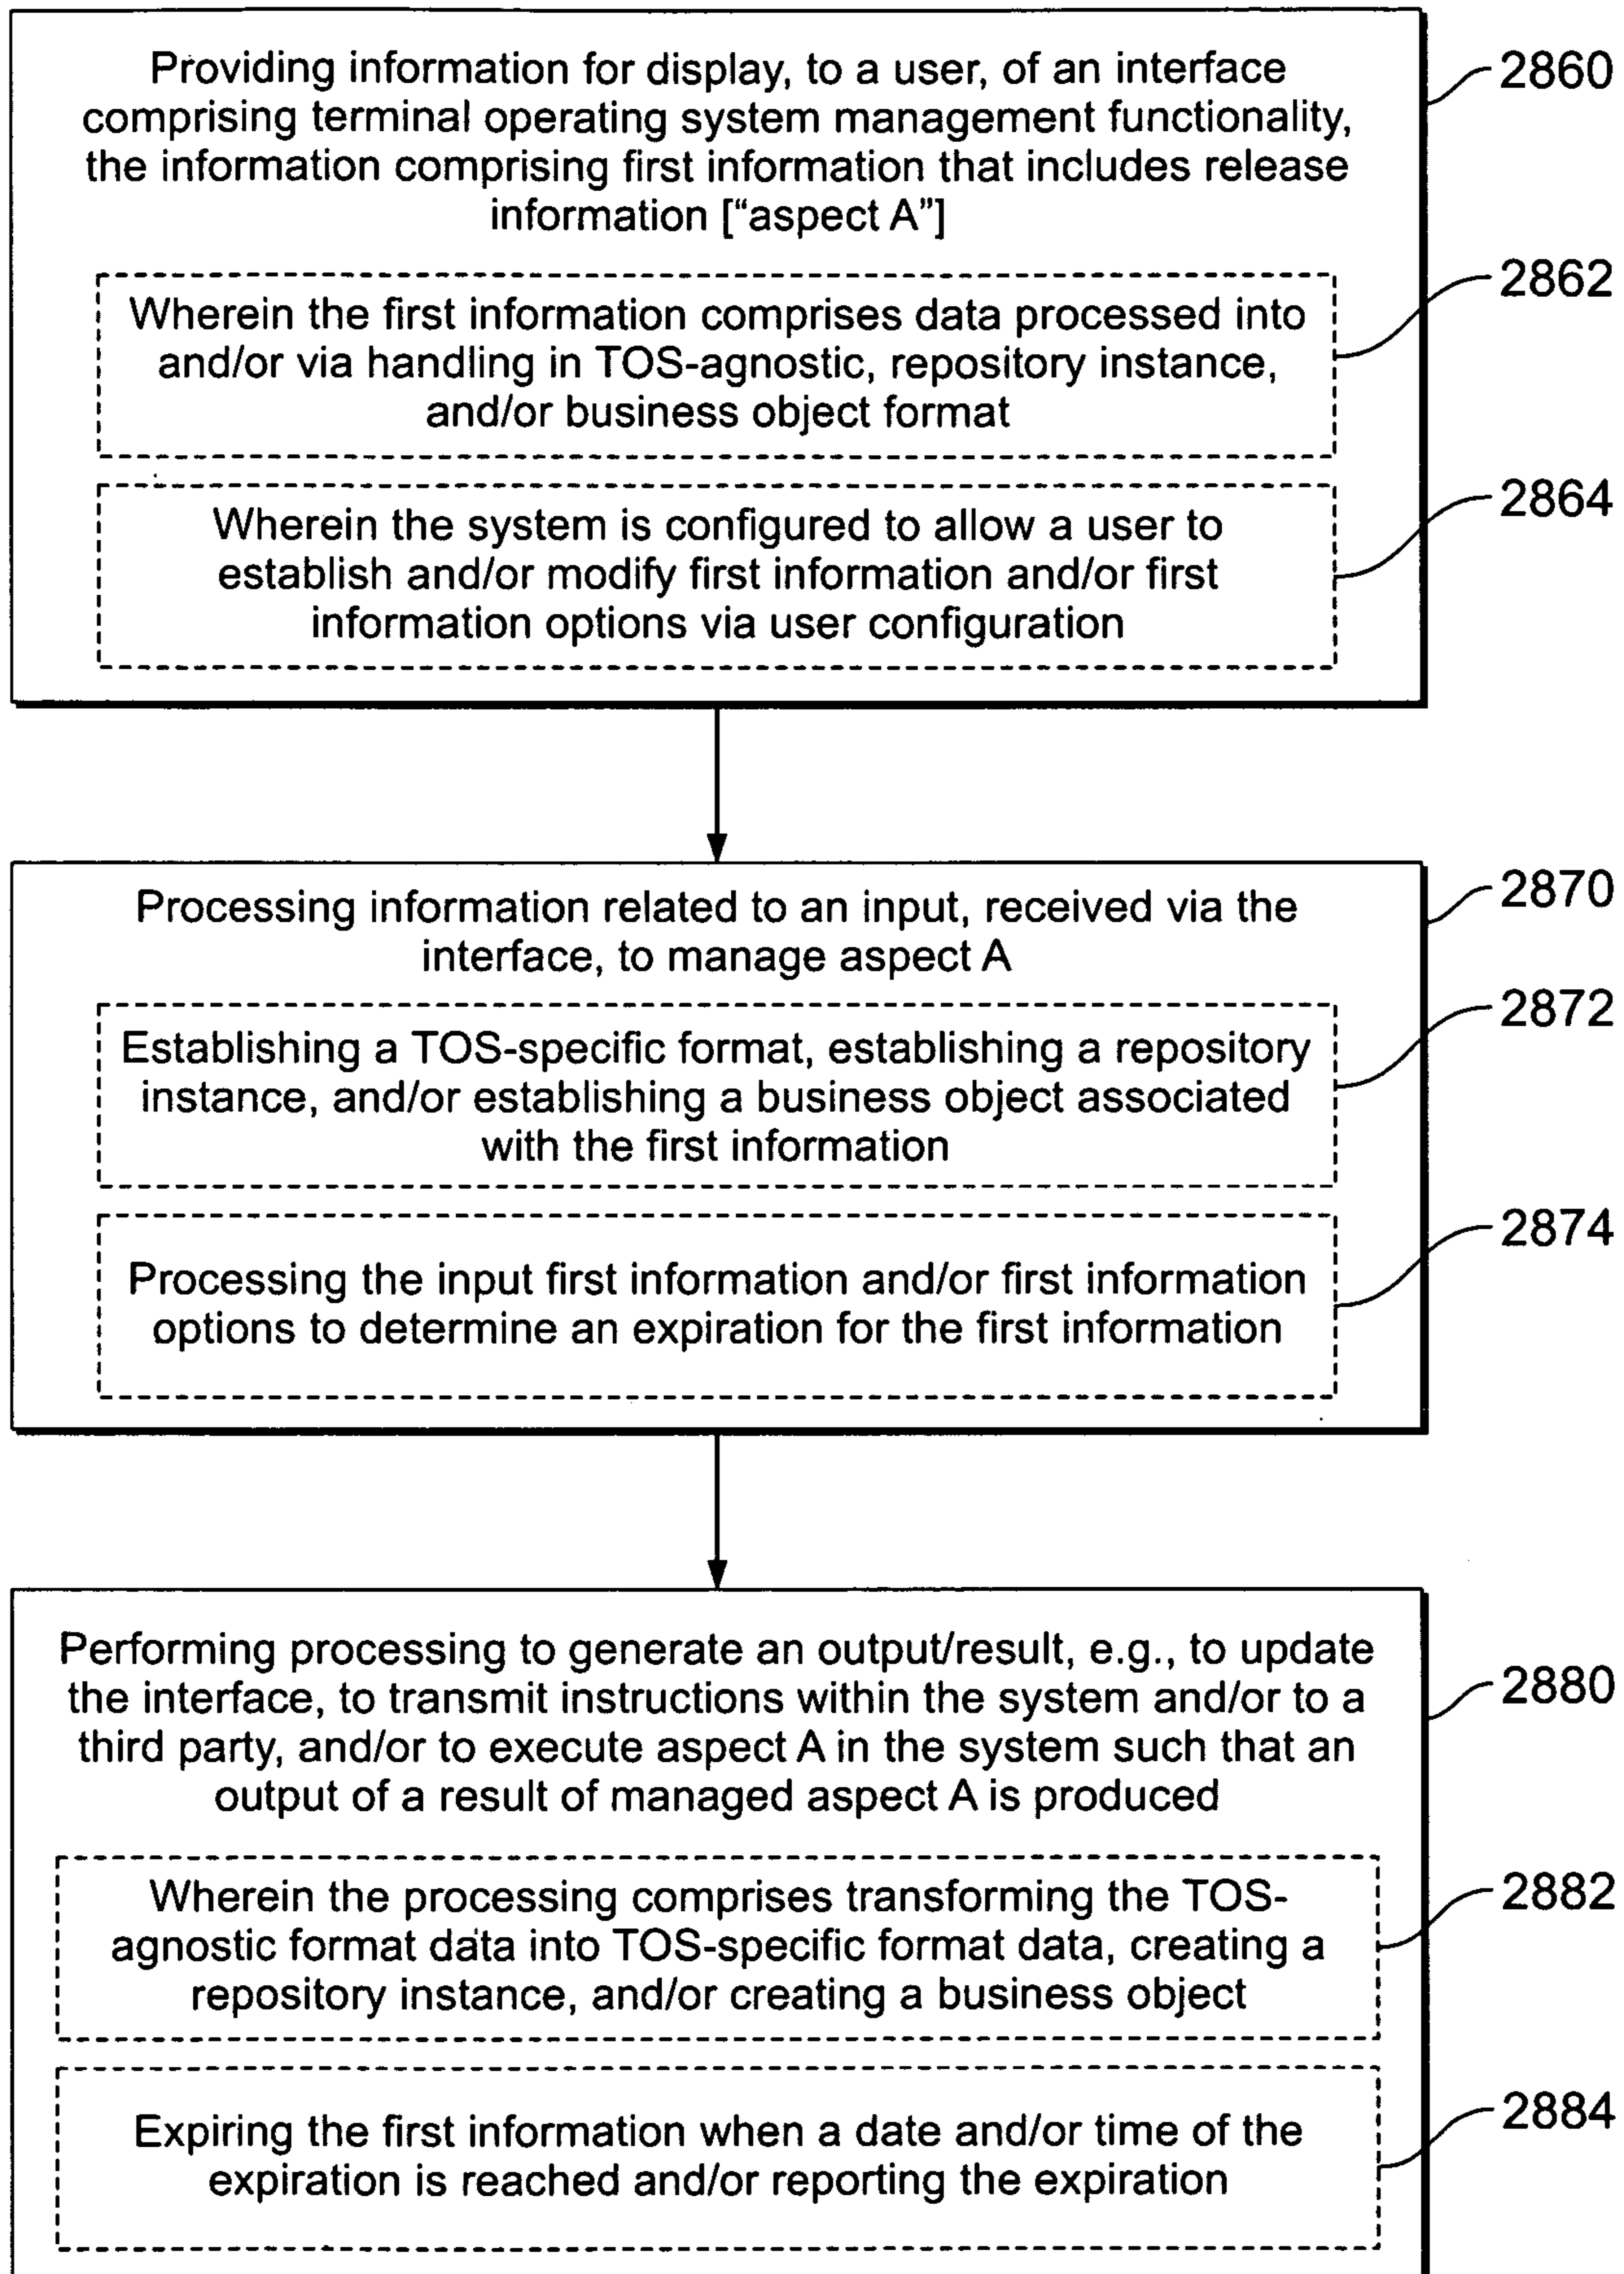 Providing information for display, to a user, of an interface
comprising terminal operating system management functionality,
the information comprising first information that includes release
information [“aspect A”]
2860
Wherein the first information comprises data processed into
and/or via handling in TOS-agnostic, repository instance,
and/or business object format
2862
Wherein the system is configured to allow a user to
establish and/or modify first information and/or first
information options via user configuration
2864
Processing information related to an input, received via the
interface, to manage aspect A
2870
Establishing a TOS-specific format, establishing a repository
instance, and/or establishing a business object associated
with the first information
2872
Processing the input first information and/or first information
options to determine an expiration for the first information
2874
Performing processing to generate an output/result, e.g., to update
the interface, to transmit instructions within the system and/or to a
third party, and/or to execute aspect A in the system such that an
output of a result of managed aspect A is produced
2880
Wherein the processing comprises transforming the TOS-
agnostic format data into TOS-specific format data, creating a
repository instance, and/or creating a business object
2882
Expiring the first information when a date and/or time of the
expiration is reached and/or reporting the expiration
2884